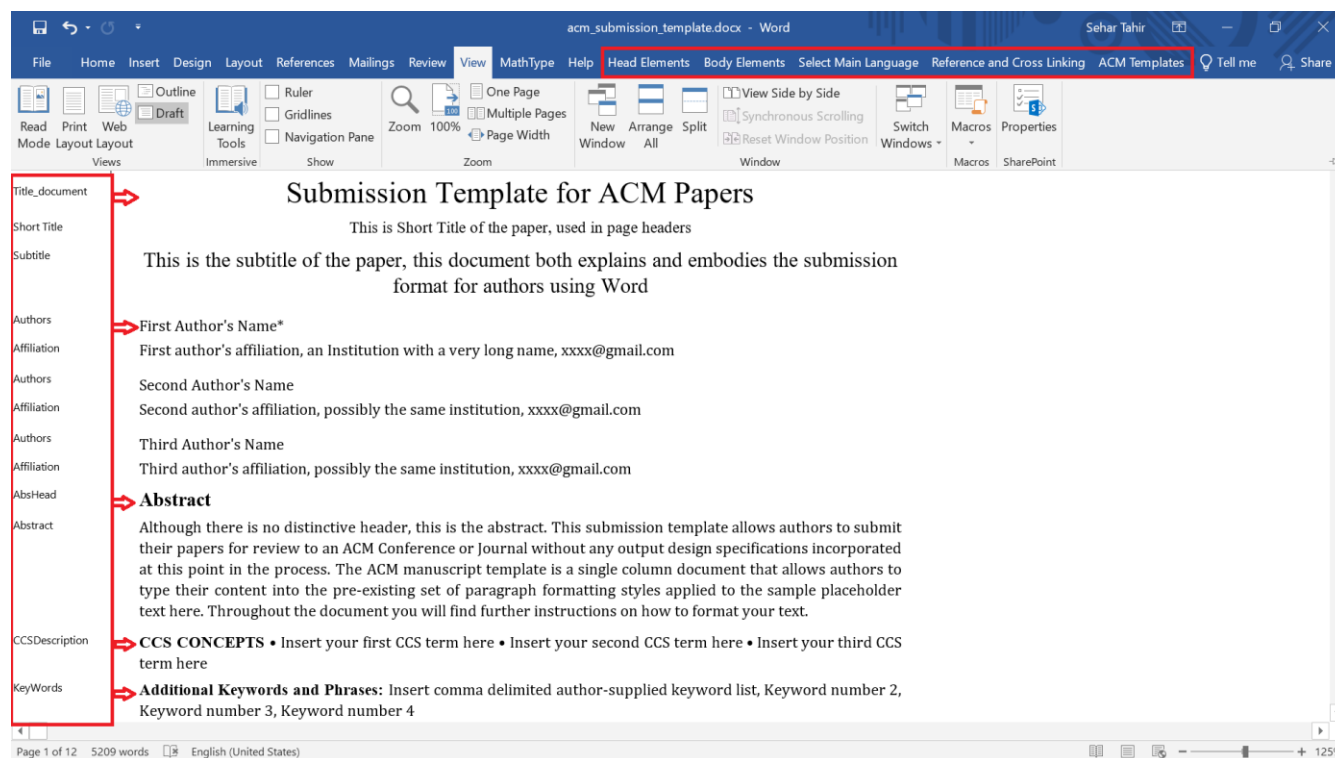 acm_submission_template.docx - Word
Sehar Tahir
File Home Insert Design Layout References Mailings Review View MathType Help Head Elements Body Elements Select Main Language Reference and Cross Linking ACM Templates Tell me Share
Read Mode
Print Layout
Web Layout
Outline
Draft
Views
Learning Tools
Immersive
Ruler
Gridlines
Navigation Pane
Show
Zoom
100
100%
One Page
Multiple Pages
Page Width
Zoom
New Window
Arrange All
Split
View Side by Side
Synchronous Scrolling
Reset Window Position
Switch Windows
Window
Macros
Macros
Properties
SharePoint
Title_document
Submission Template for ACM Papers
Short Title
This is Short Title of the paper, used in page headers
Subtitle
This is the subtitle of the paper, this document both explains and embodies the submission
format for authors using Word
Authors
First Author's Name*
Affiliation
First author's affiliation, an Institution with a very long name, xxxx@gmail.com
Authors
Second Author's Name
Affiliation
Second author's affiliation, possibly the same institution, xxxx@gmail.com
Authors
Third Author's Name
Affiliation
Third author's affiliation, possibly the same institution, xxxx@gmail.com
AbsHead
Abstract
Abstract
Although there is no distinctive header, this is the abstract. This submission template allows authors to submit
their papers for review to an ACM Conference or Journal without any output design specifications incorporated
at this point in the process. The ACM manuscript template is a single column document that allows authors to
type their content into the pre-existing set of paragraph formatting styles applied to the sample placeholder
text here. Throughout the document you will find further instructions on how to format your text.
CCSDescription
CCS CONCEPTS • Insert your first CCS term here • Insert your second CCS term here • Insert your third CCS
term here
KeyWords
Additional Keywords and Phrases: Insert comma delimited author-supplied keyword list, Keyword number 2,
Keyword number 3, Keyword number 4
Page 1 of 12 5209 words English (United States)
125%